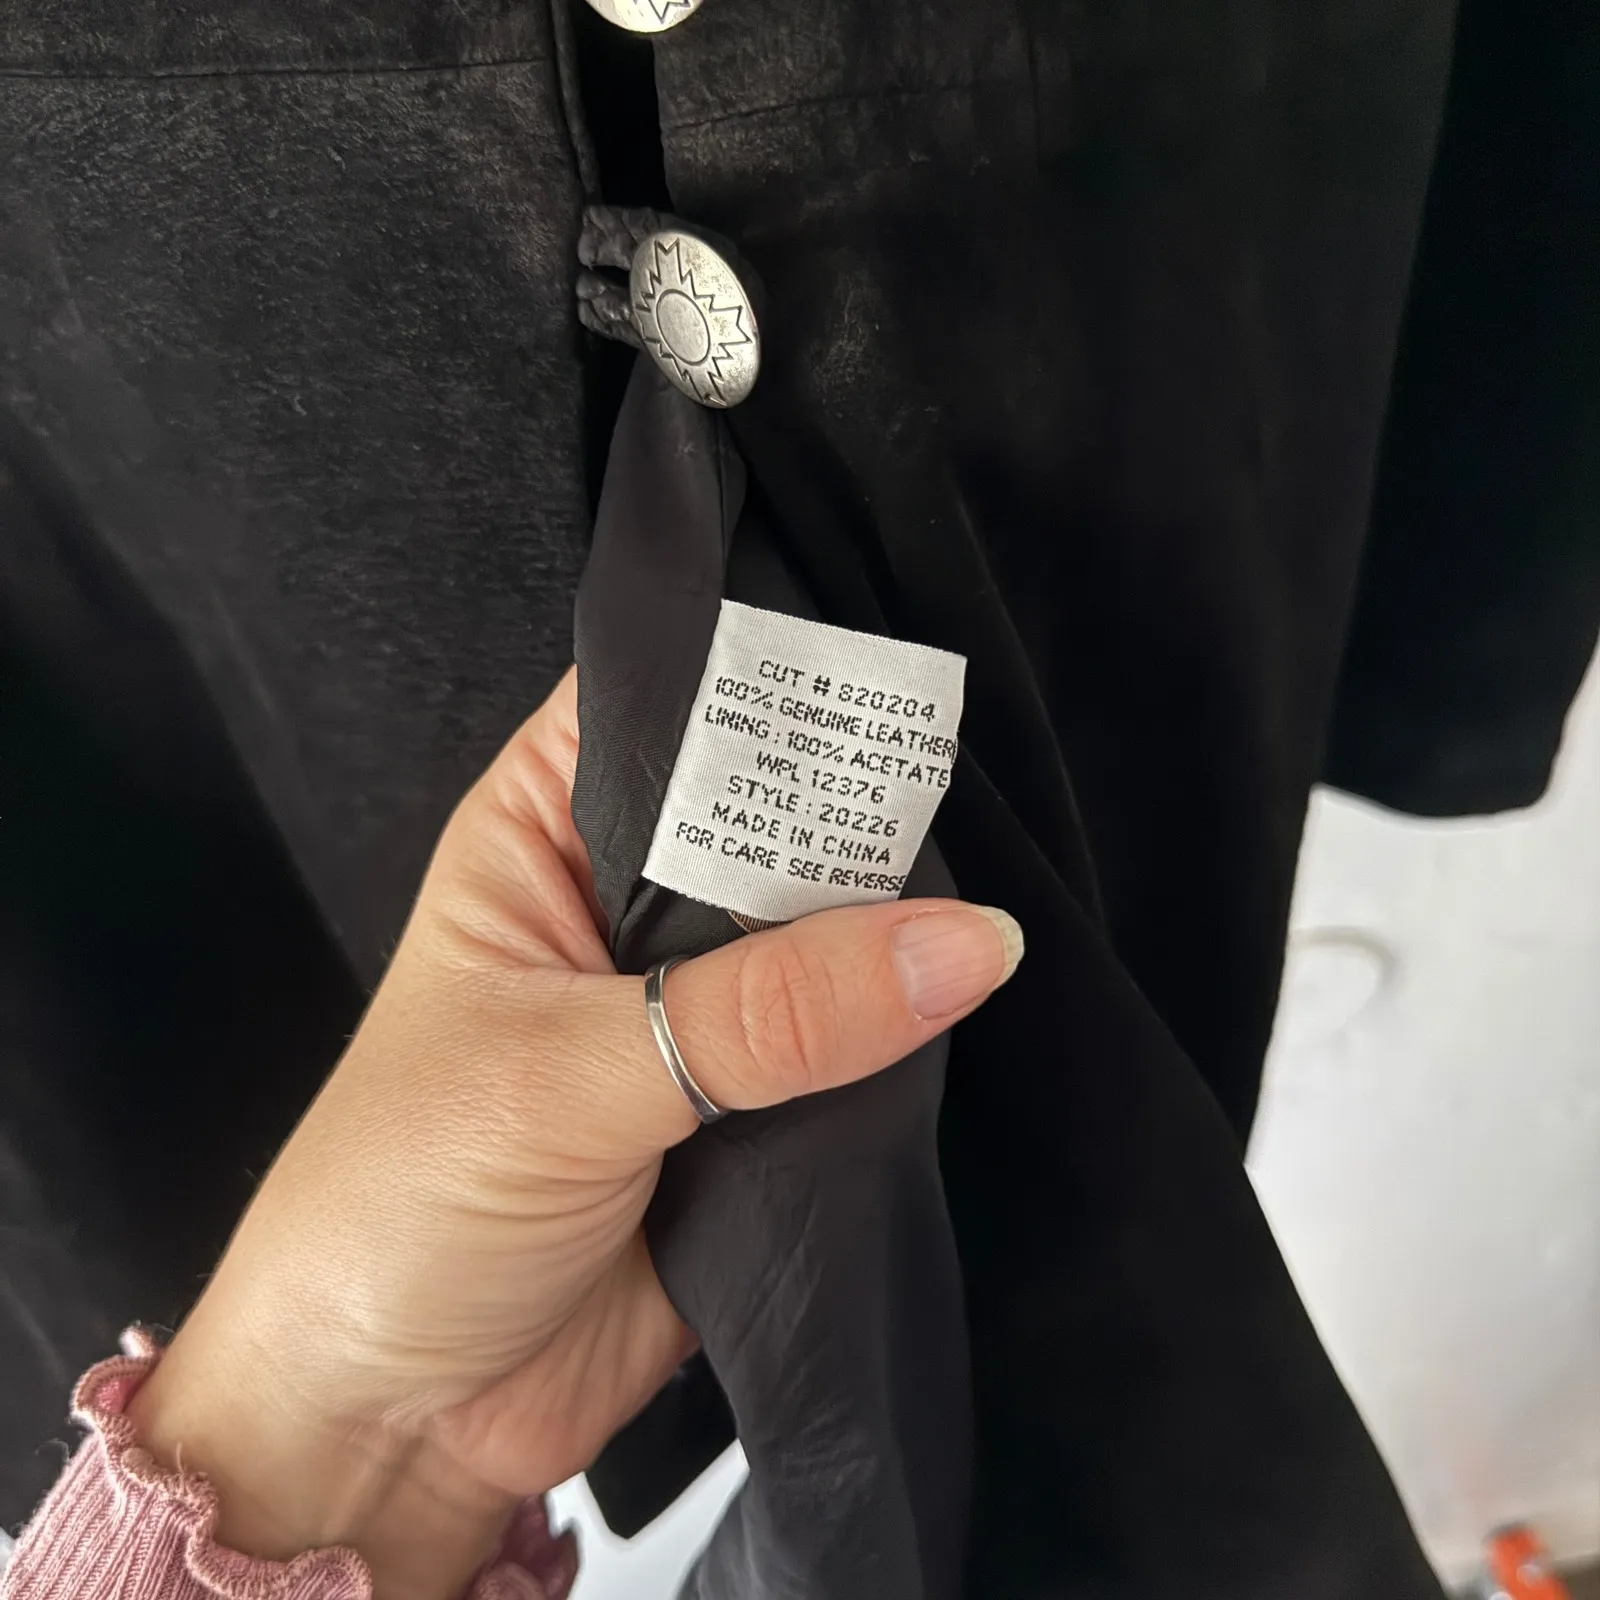 CUT # 820204
100% GENUINE LEATHER
LINING : 100% ACETATE
WPL 12376
STYLE : 20226
MADE IN CHINA
FOR CARE SEE REVERSE